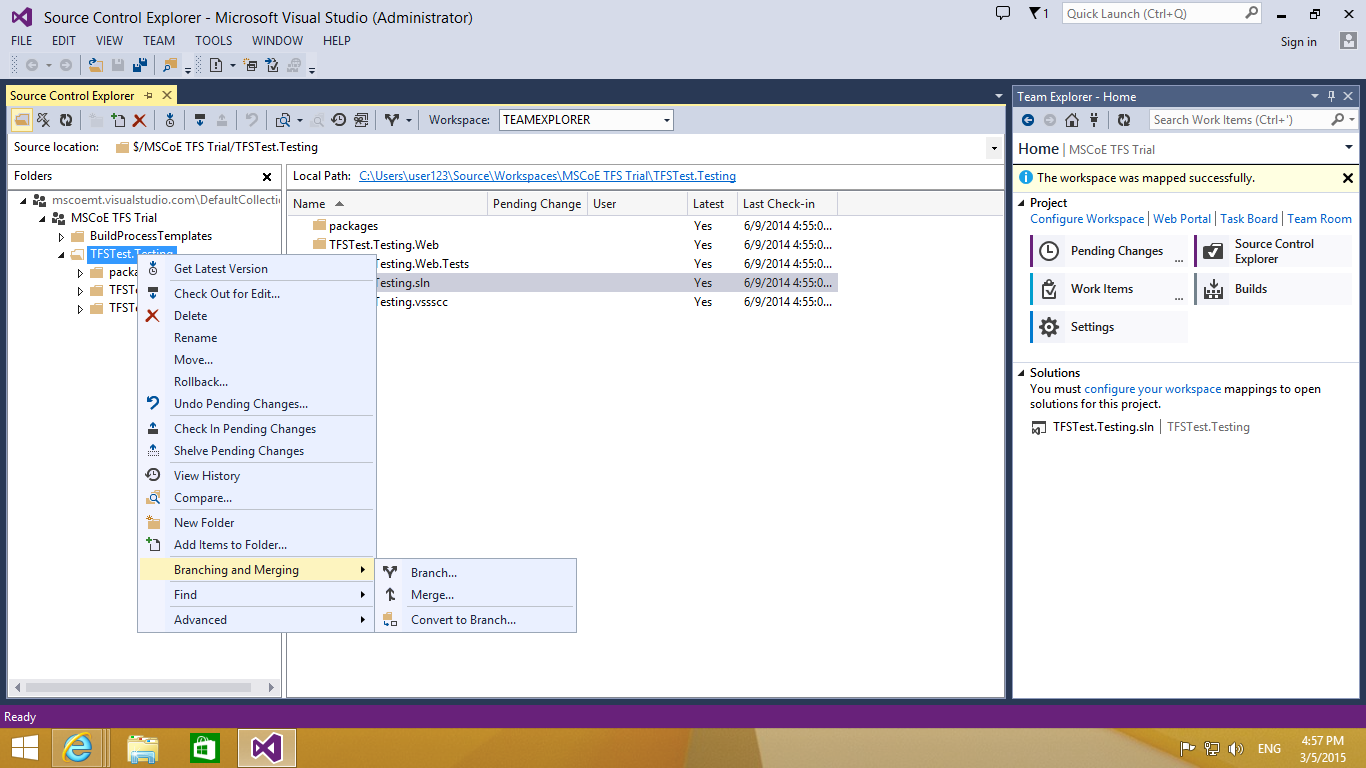 Source Control Explorer - Microsoft Visual Studio (Administrator)
1
Quick Launch (Ctrl+Q)
FILE EDIT VIEW TEAM TOOLS WINDOW HELP
Sign in
Source Control Explorer
Workspace: TEAMEXPLORER
Source location: $/MSCoE TFS Trial/TFSTest.Testing
Folders
mscoemt.visualstudio.com\DefaultCollectio
MSCoE TFS Trial
BuildProcessTemplates
TFSTest.Testing
packa
TFSTe
TFSTe
Get Latest Version
Check Out for Edit...
Delete
Rename
Move...
Rollback...
Undo Pending Changes...
Check In Pending Changes
Shelve Pending Changes
View History
Compare...
New Folder
Add Items to Folder...
Branching and Merging
Find
Advanced
Branch...
Merge...
Convert to Branch...
Local Path: C:\Users\user123\Source\Workspaces\MSCoE TFS Trial\TFSTest.Testing
Name Pending Change User Latest Last Check-in
packages Yes 6/9/2014 4:55:0...
TFSTest.Testing.Web Yes 6/9/2014 4:55:0...
Testing.Web.Tests Yes 6/9/2014 4:55:0...
Testing.sln Yes 6/9/2014 4:55:0...
Testing.vssscc Yes 6/9/2014 4:55:0...
Team Explorer - Home
Search Work Items (Ctrl+')
Home | MSCoE TFS Trial
The workspace was mapped successfully.
Project
Configure Workspace | Web Portal | Task Board | Team Room
Pending Changes ...
Source Control Explorer
Work Items ...
Builds
Settings
Solutions
You must configure your workspace mappings to open
solutions for this project.
TFSTest.Testing.sln | TFSTest.Testing
Ready
ENG
4:57 PM
3/5/2015